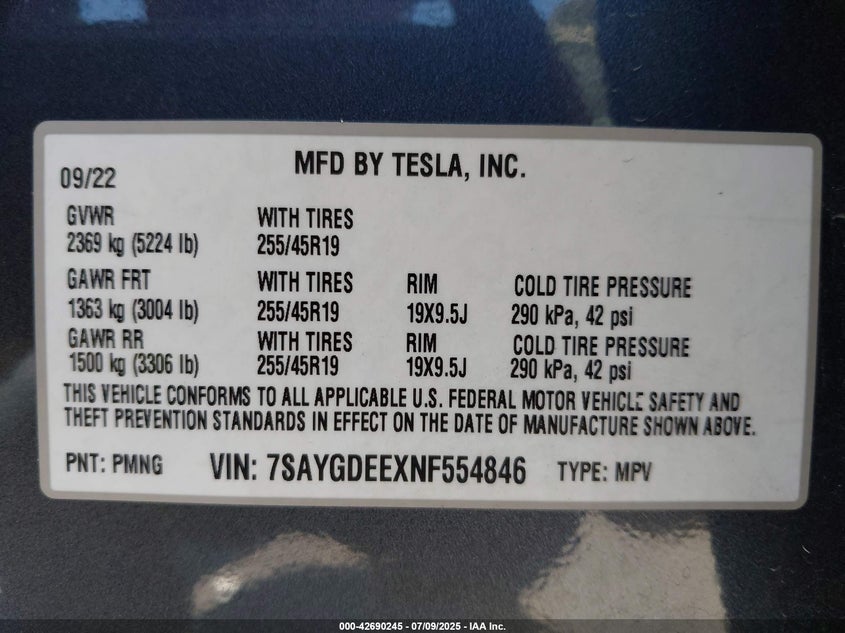 MFD BY TESLA, INC.
09/22
GVWR WITH TIRES
2369 kg (5224 lb) 255/45R19
GAWR FRT WITH TIRES RIM COLD TIRE PRESSURE
1363 kg (3004 lb) 255/45R19 19X9.5J 290 kPa, 42 psi
GAWR RR WITH TIRES RIM COLD TIRE PRESSURE
1500 kg (3306 lb) 255/45R19 19X9.5J 290 kPa, 42 psi
THIS VEHICLE CONFORMS TO ALL APPLICABLE U.S. FEDERAL MOTOR VEHICLE SAFETY AND
THEFT PREVENTION STANDARDS IN EFFECT ON THE DATE OF MANUFACTURE SHOWN ABOVE.
PNT: PMNG VIN: 7SAYGDEEXNF554846 TYPE: MPV
000-42690245 - 07/09/2025 - IAA Inc.